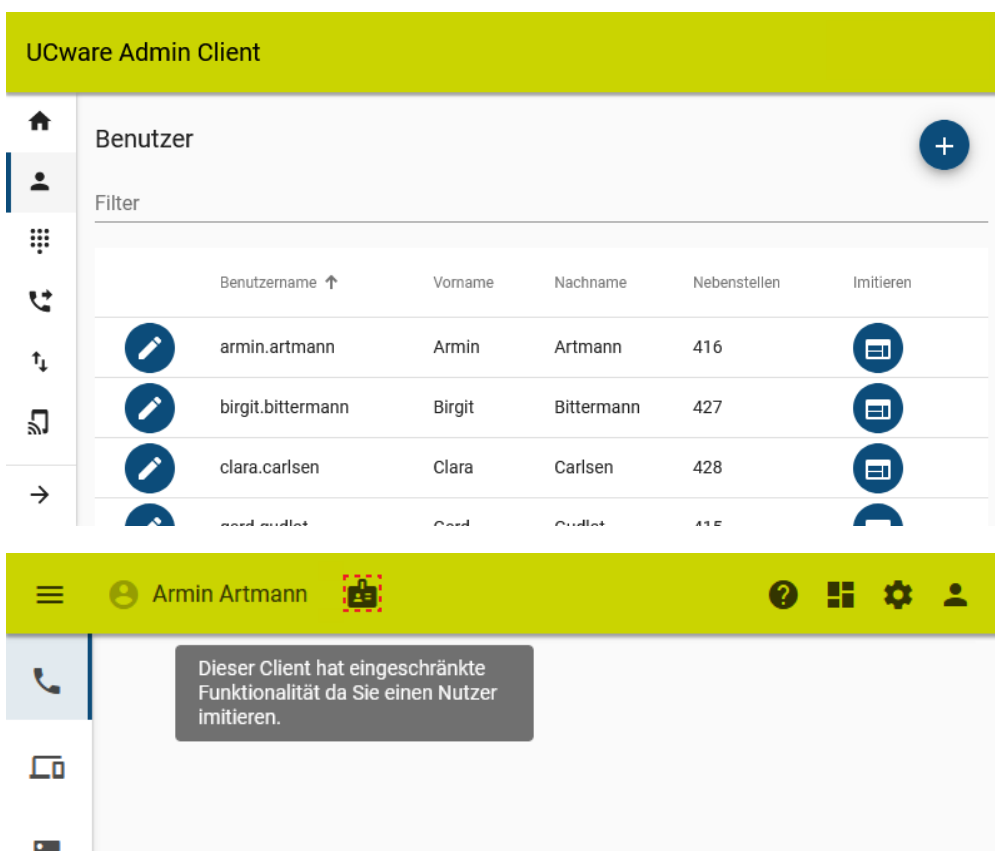 UCware Admin Client
Benutzer
Filter
Benutzername Vorname Nachname Nebenstellen Imitieren
armin.artmann Armin Artmann 416
birgit.bittermann Birgit Bittermann 427
clara.carlsen Clara Carlsen 428
Armin Artmann
Dieser Client hat eingeschränkte
Funktionalität da Sie einen Nutzer
imitieren.